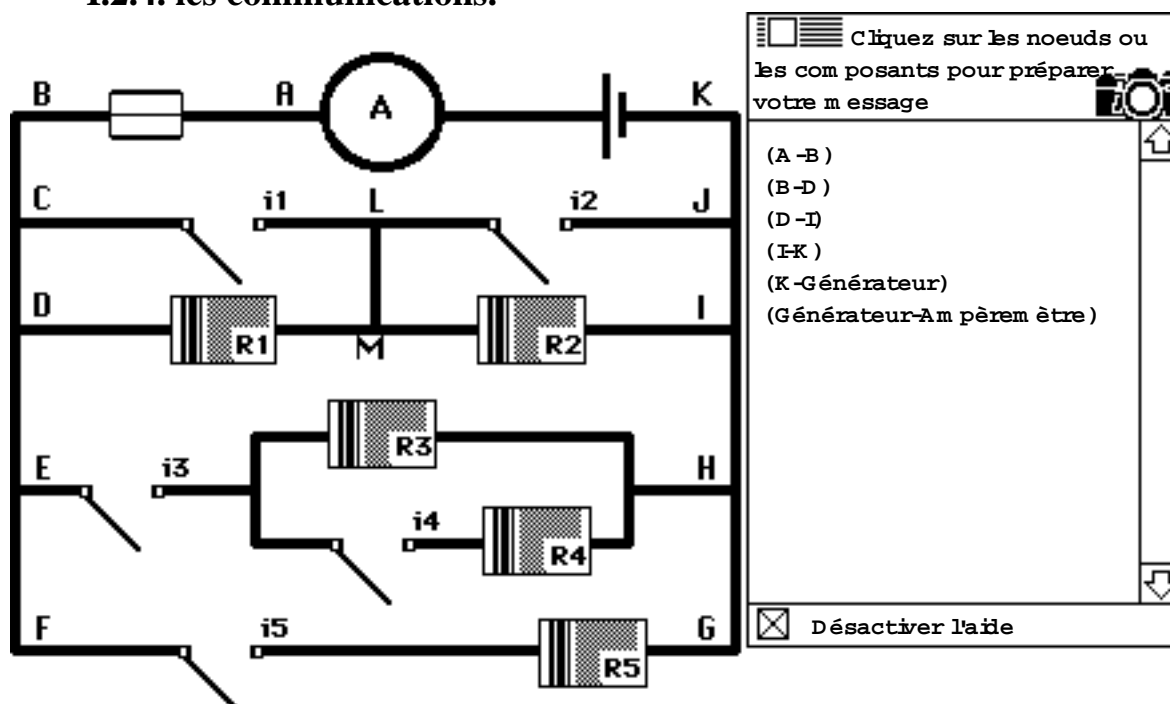 1.2.4. les communications.
Cliquez sur les noeuds ou
les composants pour préparer
votre message
B A A K
C i1 L i2 J
D R1 M R2 I
R3
E i3 H
i4
R4
F i5 G
R5
(A-B)
(B-D)
(D-I)
(I-K)
(K-Générateur)
(Générateur-Ampèremètre)
Désactiver l'aide